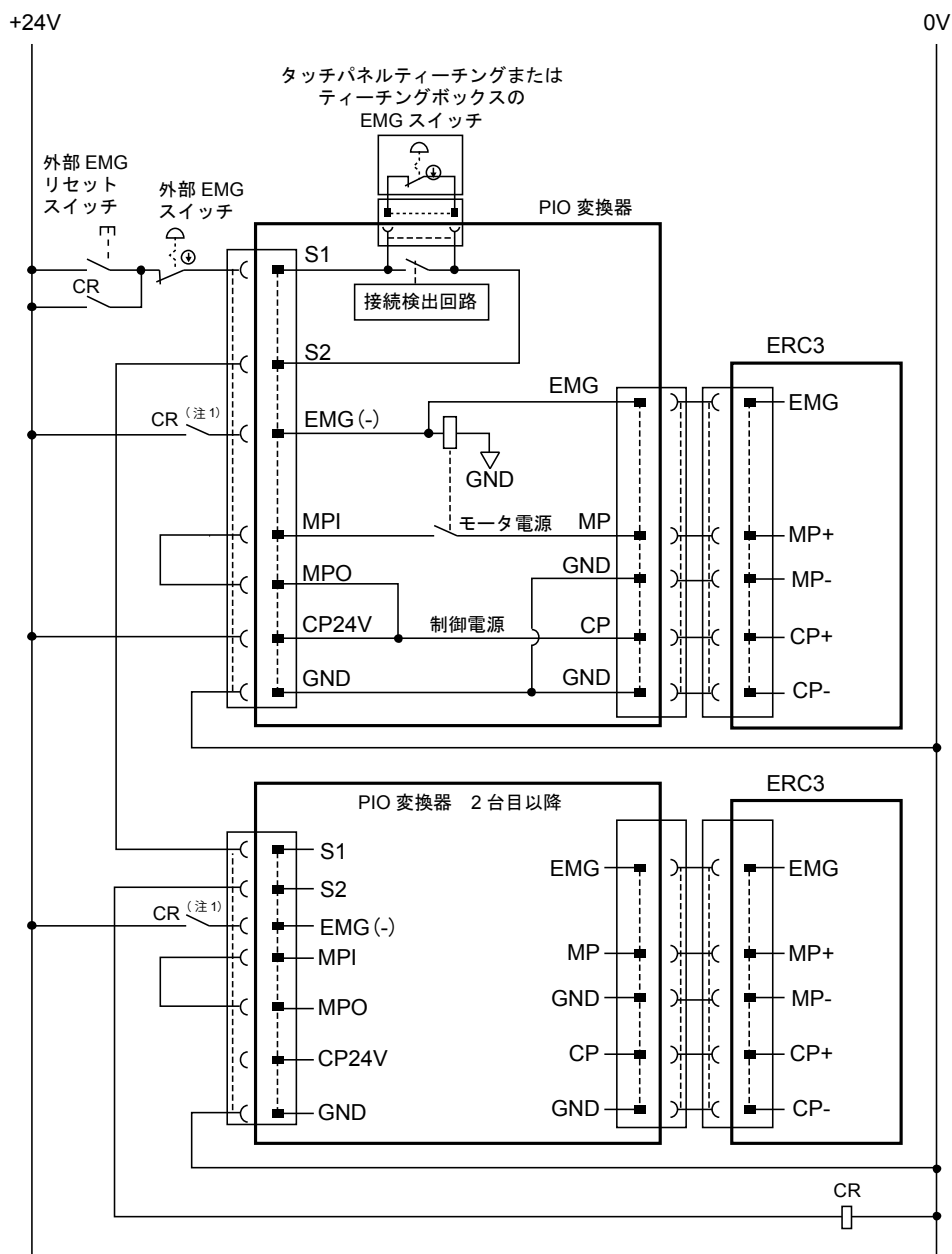 +24V
0V
タッチパネルティーチングまたは
ティーチングボックスの
EMG スイッチ
外部 EMG
リセット
スイッチ
外部 EMG
スイッチ
PIO 変換器
S1
CR
接続検出回路
S2
ERC3
EMG
EMG
CR (注 1)
EMG (-)
GND
MPI
モータ電源
MP
MP+
GND
MPO
MP-
CP24V
制御電源
CP
CP+
GND
GND
CP-
PIO 変換器 2 台目以降
ERC3
S1
EMG
EMG
S2
CR (注 1)
EMG (-)
MPI
MP
MP+
MPO
GND
MP-
CP24V
CP
CP+
GND
GND
CP-
CR